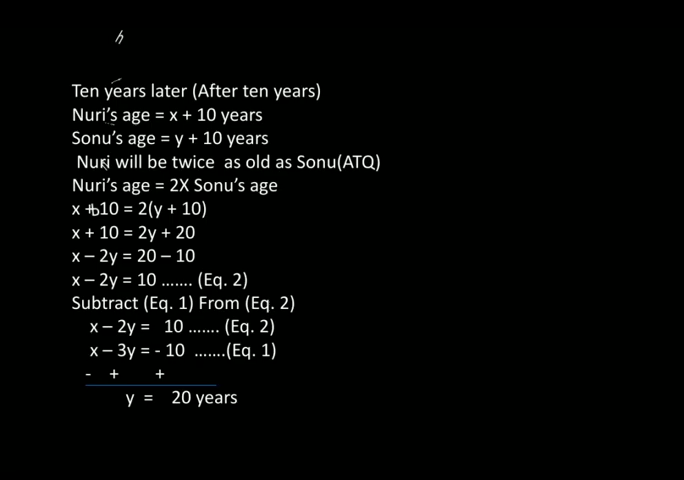 h
Ten years later (After ten years)
Nuri's age = x + 10 years
Sonu's age = y + 10 years
Nuri will be twice as old as Sonu(ATQ)
Nuri's age = 2X Sonu's age
x + 10 = 2(y + 10)
x + 10 = 2y + 20
x – 2y = 20 – 10
x – 2y = 10 ....... (Eq. 2)
Subtract (Eq. 1) From (Eq. 2)
x – 2y = 10 ....... (Eq. 2)
x – 3y = - 10 .......(Eq. 1)
- + +
y = 20 years